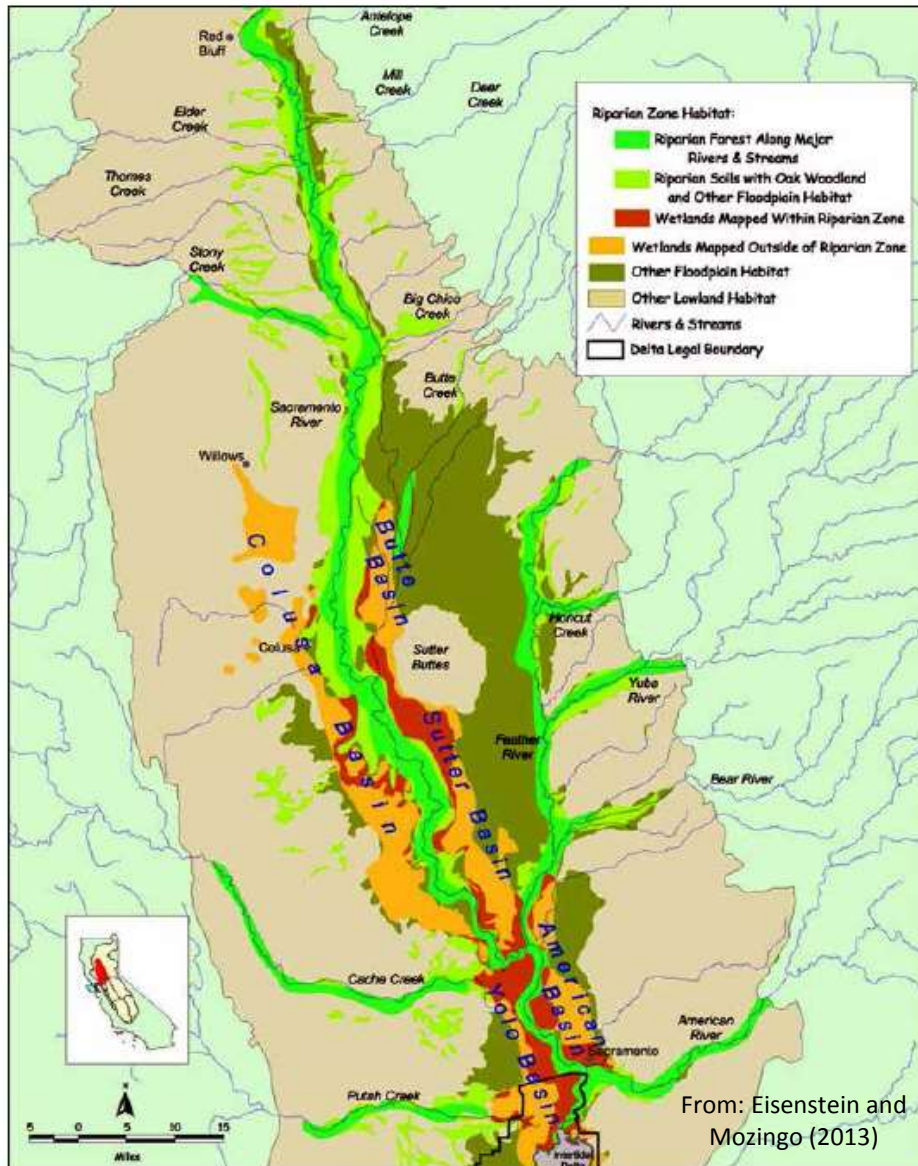 Red
Bluff
Antelope
Creek
Mill
Creek
Deer
Creek
Elder
Creek
Thomes
Creek
Stony
Creek
Big Chico
Creek
Butte
Creek
Sacramento
River
Willows
Riparian Zone Habitat:
Riparian Forest Along Major
Rivers & Streams
Riparian Soils with Oak Woodland
and Other Floodplain Habitat
Wetlands Mapped Within Riparian Zone
Wetlands Mapped Outside of Riparian Zone
Other Floodplain Habitat
Other Lowland Habitat
Rivers & Streams
Delta Legal Boundary
Butte
Basin
Colusa Basin
Colusa
Sutter
Buttes
Honcut
Creek
Yuba
River
Feather
River
Sutter Basin
Bear River
American
Basin
Cache Creek
Yolo Basin
American
River
Sacramento
Putah Creek
Intertidal
Delta
5 0 5 10 15
Miles
From: Eisenstein and
Mozingo (2013)